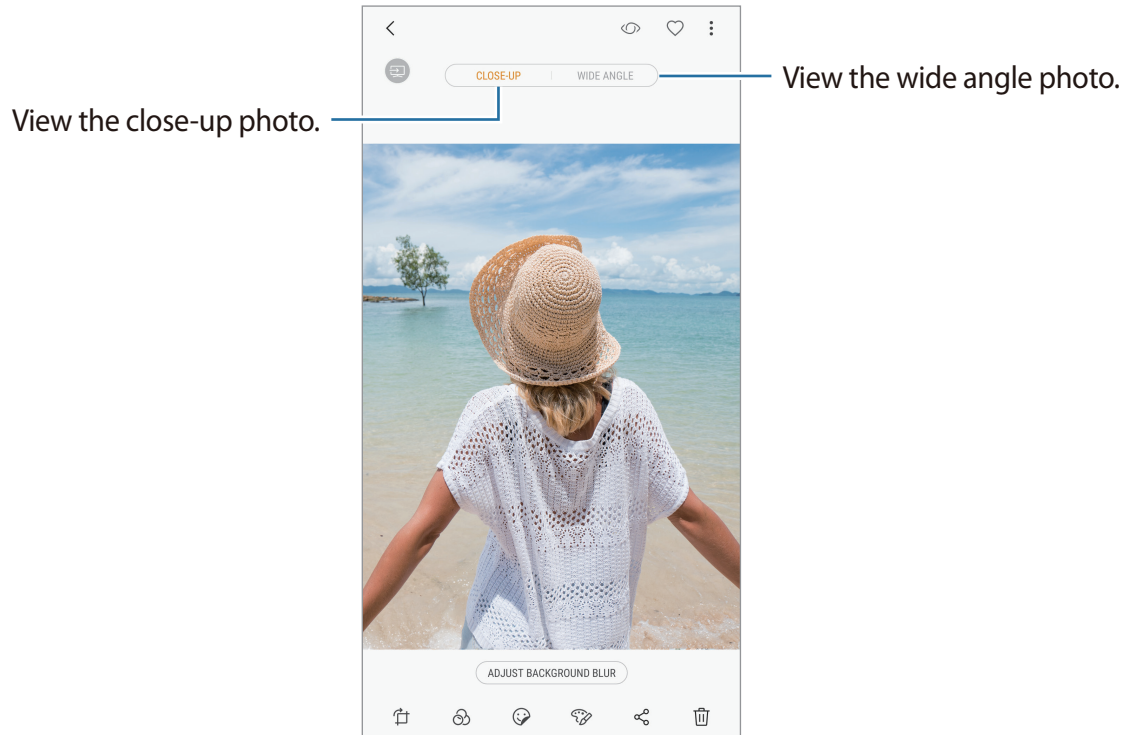 CLOSE-UP
WIDE ANGLE
View the wide angle photo.
View the close-up photo.
ADJUST BACKGROUND BLUR